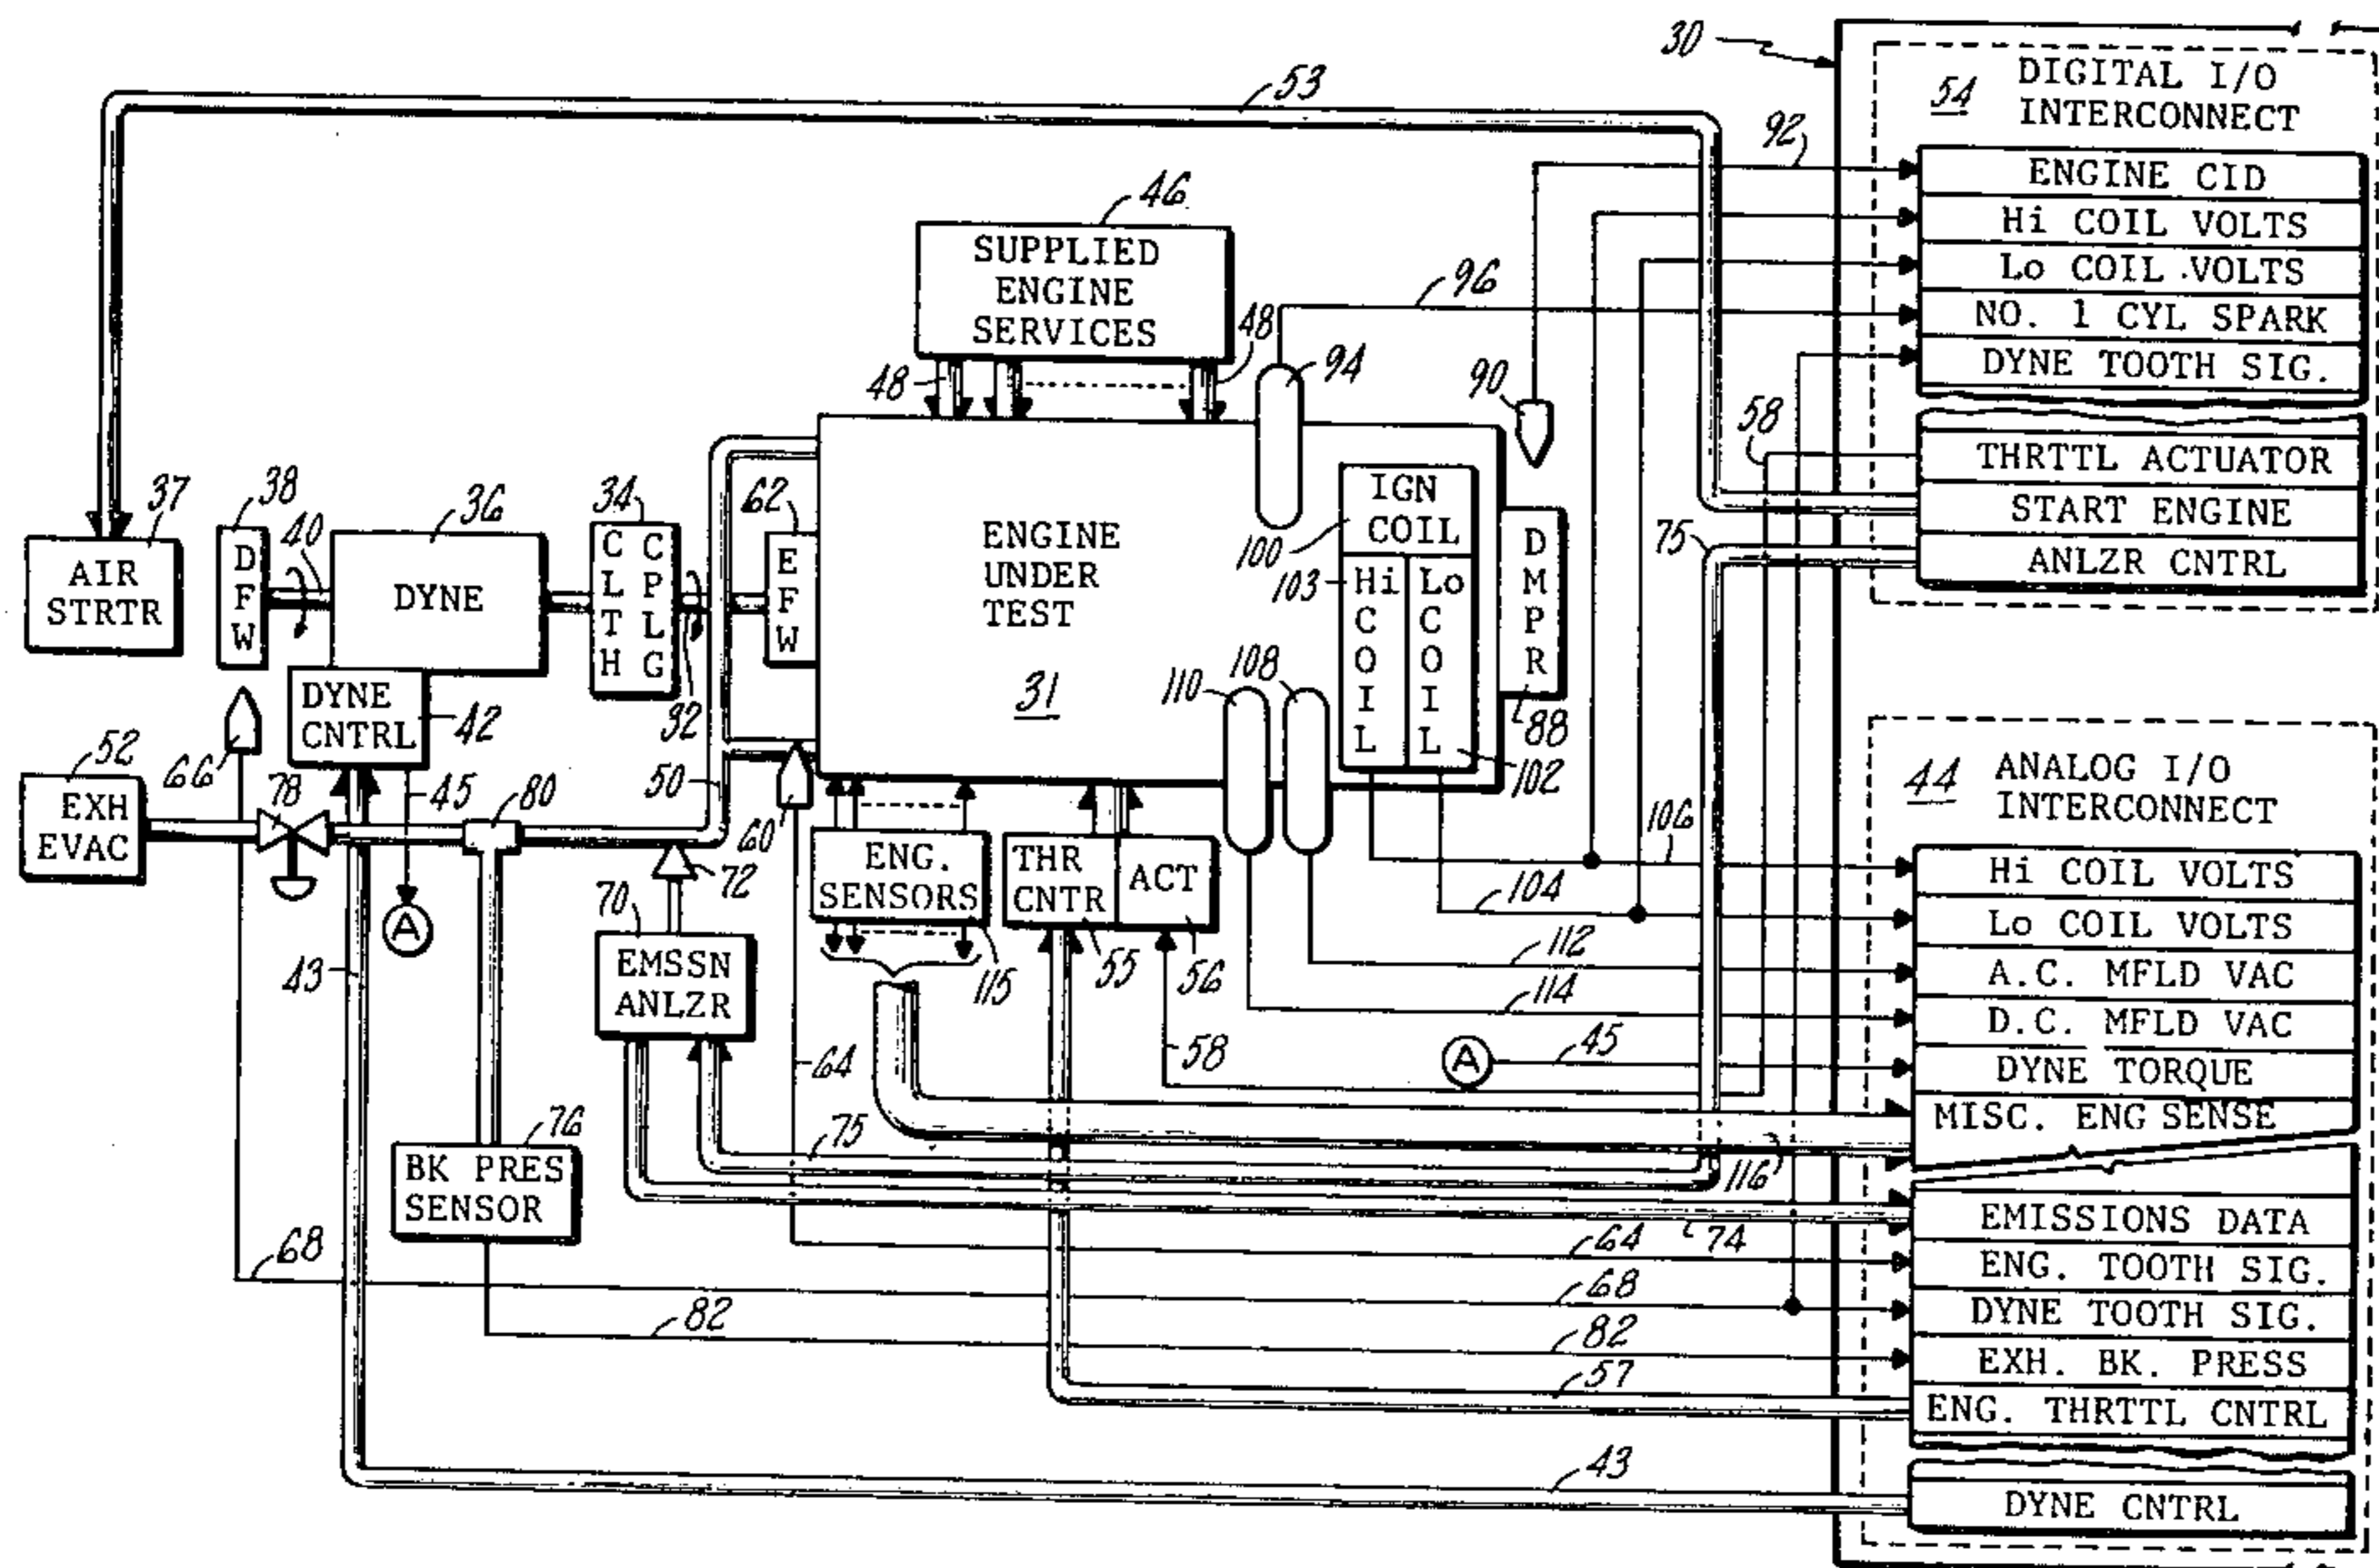 30
54
DIGITAL I/O
INTERCONNECT
53
92
ENGINE CID
Hi COIL VOLTS
Lo COIL VOLTS
NO. 1 CYL SPARK
DYNE TOOTH SIG.
THRTTL ACTUATOR
START ENGINE
ANLZR CNTRL
46
SUPPLIED
ENGINE
SERVICES
48
48
96
94
90
58
75
37
AIR
STRTR
38
DFW
40
36
DYNE
34
CLTH
CPLG
32
62
EFW
ENGINE
UNDER
TEST
31
IGN
COIL
100
103
Hi
COIL
Lo
COIL
102
DMPR
88
DYNE
CNTRL
42
66
52
EXH
EVAC
78
45
80
50
60
110
108
106
104
A
43
72
70
EMSSN
ANLZR
ENG.
SENSORS
115
THR
CNTR
ACT
55
56
112
114
64
58
A
45
44
ANALOG I/O
INTERCONNECT
Hi COIL VOLTS
Lo COIL VOLTS
A.C. MFLD VAC
D.C. MFLD VAC
DYNE TORQUE
MISC. ENG SENSE
EMISSIONS DATA
ENG. TOOTH SIG.
DYNE TOOTH SIG.
EXH. BK. PRESS
ENG. THRTTL CNTRL
DYNE CNTRL
76
BK PRES
SENSOR
75
116
74
64
68
68
82
82
57
43